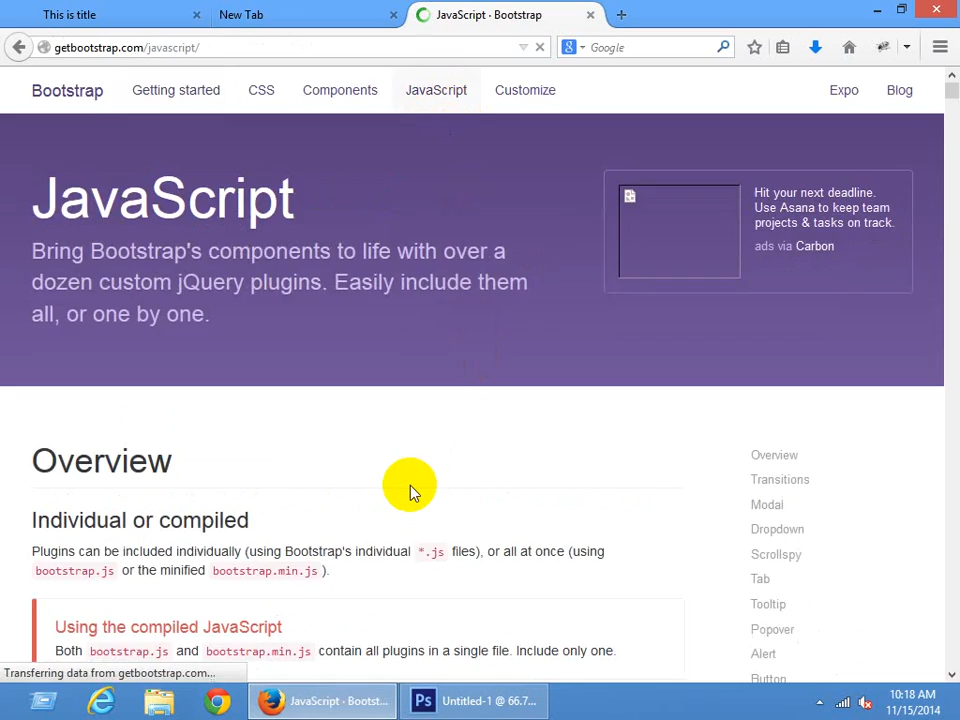 This is title
New Tab
JavaScript · Bootstrap
getbootstrap.com/javascript/
Google
Bootstrap
Getting started
CSS
Components
JavaScript
Customize
Expo
Blog
JavaScript
Bring Bootstrap's components to life with over a
dozen custom jQuery plugins. Easily include them
all, or one by one.
Hit your next deadline.
Use Asana to keep team
projects & tasks on track.
ads via Carbon
Overview
Individual or compiled
Plugins can be included individually (using Bootstrap's individual *.js files), or all at once (using
bootstrap.js or the minified bootstrap.min.js ).
Using the compiled JavaScript
Both bootstrap.js and bootstrap.min.js contain all plugins in a single file. Include only one.
Overview
Transitions
Modal
Dropdown
Scrollspy
Tab
Tooltip
Popover
Alert
Button
Transferring data from getbootstrap.com...
JavaScript · Bootst...
Ps
Untitled-1 @ 66.7...
10:18 AM
11/15/2014